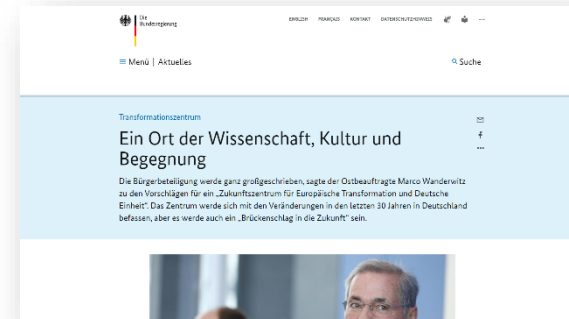 Die
Bundesregierung
ENGLISH FRANÇAIS KONTAKT DATENSCHUTZHINWEIS
Menü | Aktuelles
Suche
Transformationszentrum
Ein Ort der Wissenschaft, Kultur und
Begegnung
Die Bürgerbeteiligung werde ganz großgeschrieben, sagte der Ostbeauftragte Marco Wanderwitz
zu den Vorschlägen für ein „Zukunftszentrum für Europäische Transformation und Deutsche
Einheit". Das Zentrum werde sich mit den Veränderungen in den letzten 30 Jahren in Deutschland
befassen, aber es werde auch ein „Brückenschlag in die Zukunft" sein.